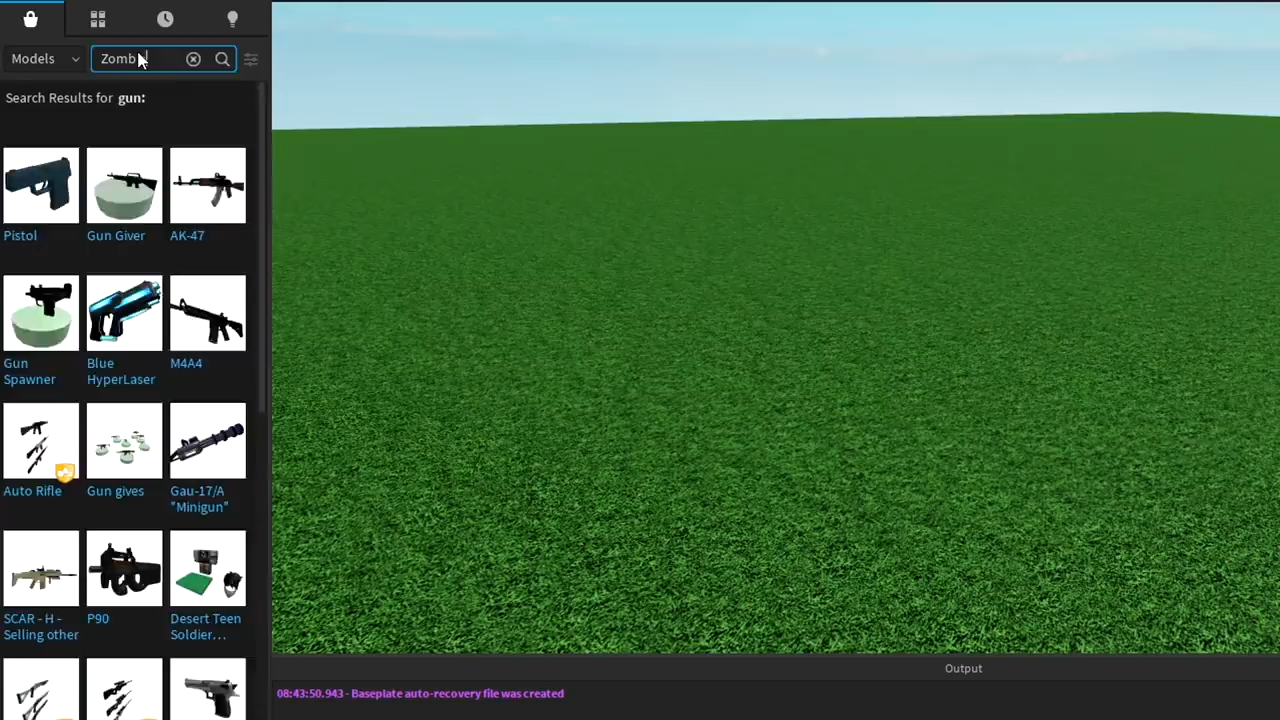 Models
Zomb
Search Results for gun:
Pistol
Gun Giver
AK-47
Gun
Spawner
Blue
HyperLaser
M4A4
Auto Rifle
Gun gives
Gau-17/A
"Minigun"
SCAR - H -
Selling other
P90
Desert Teen
Soldier...
Output
08:43:50.943 - Baseplate auto-recovery file was created